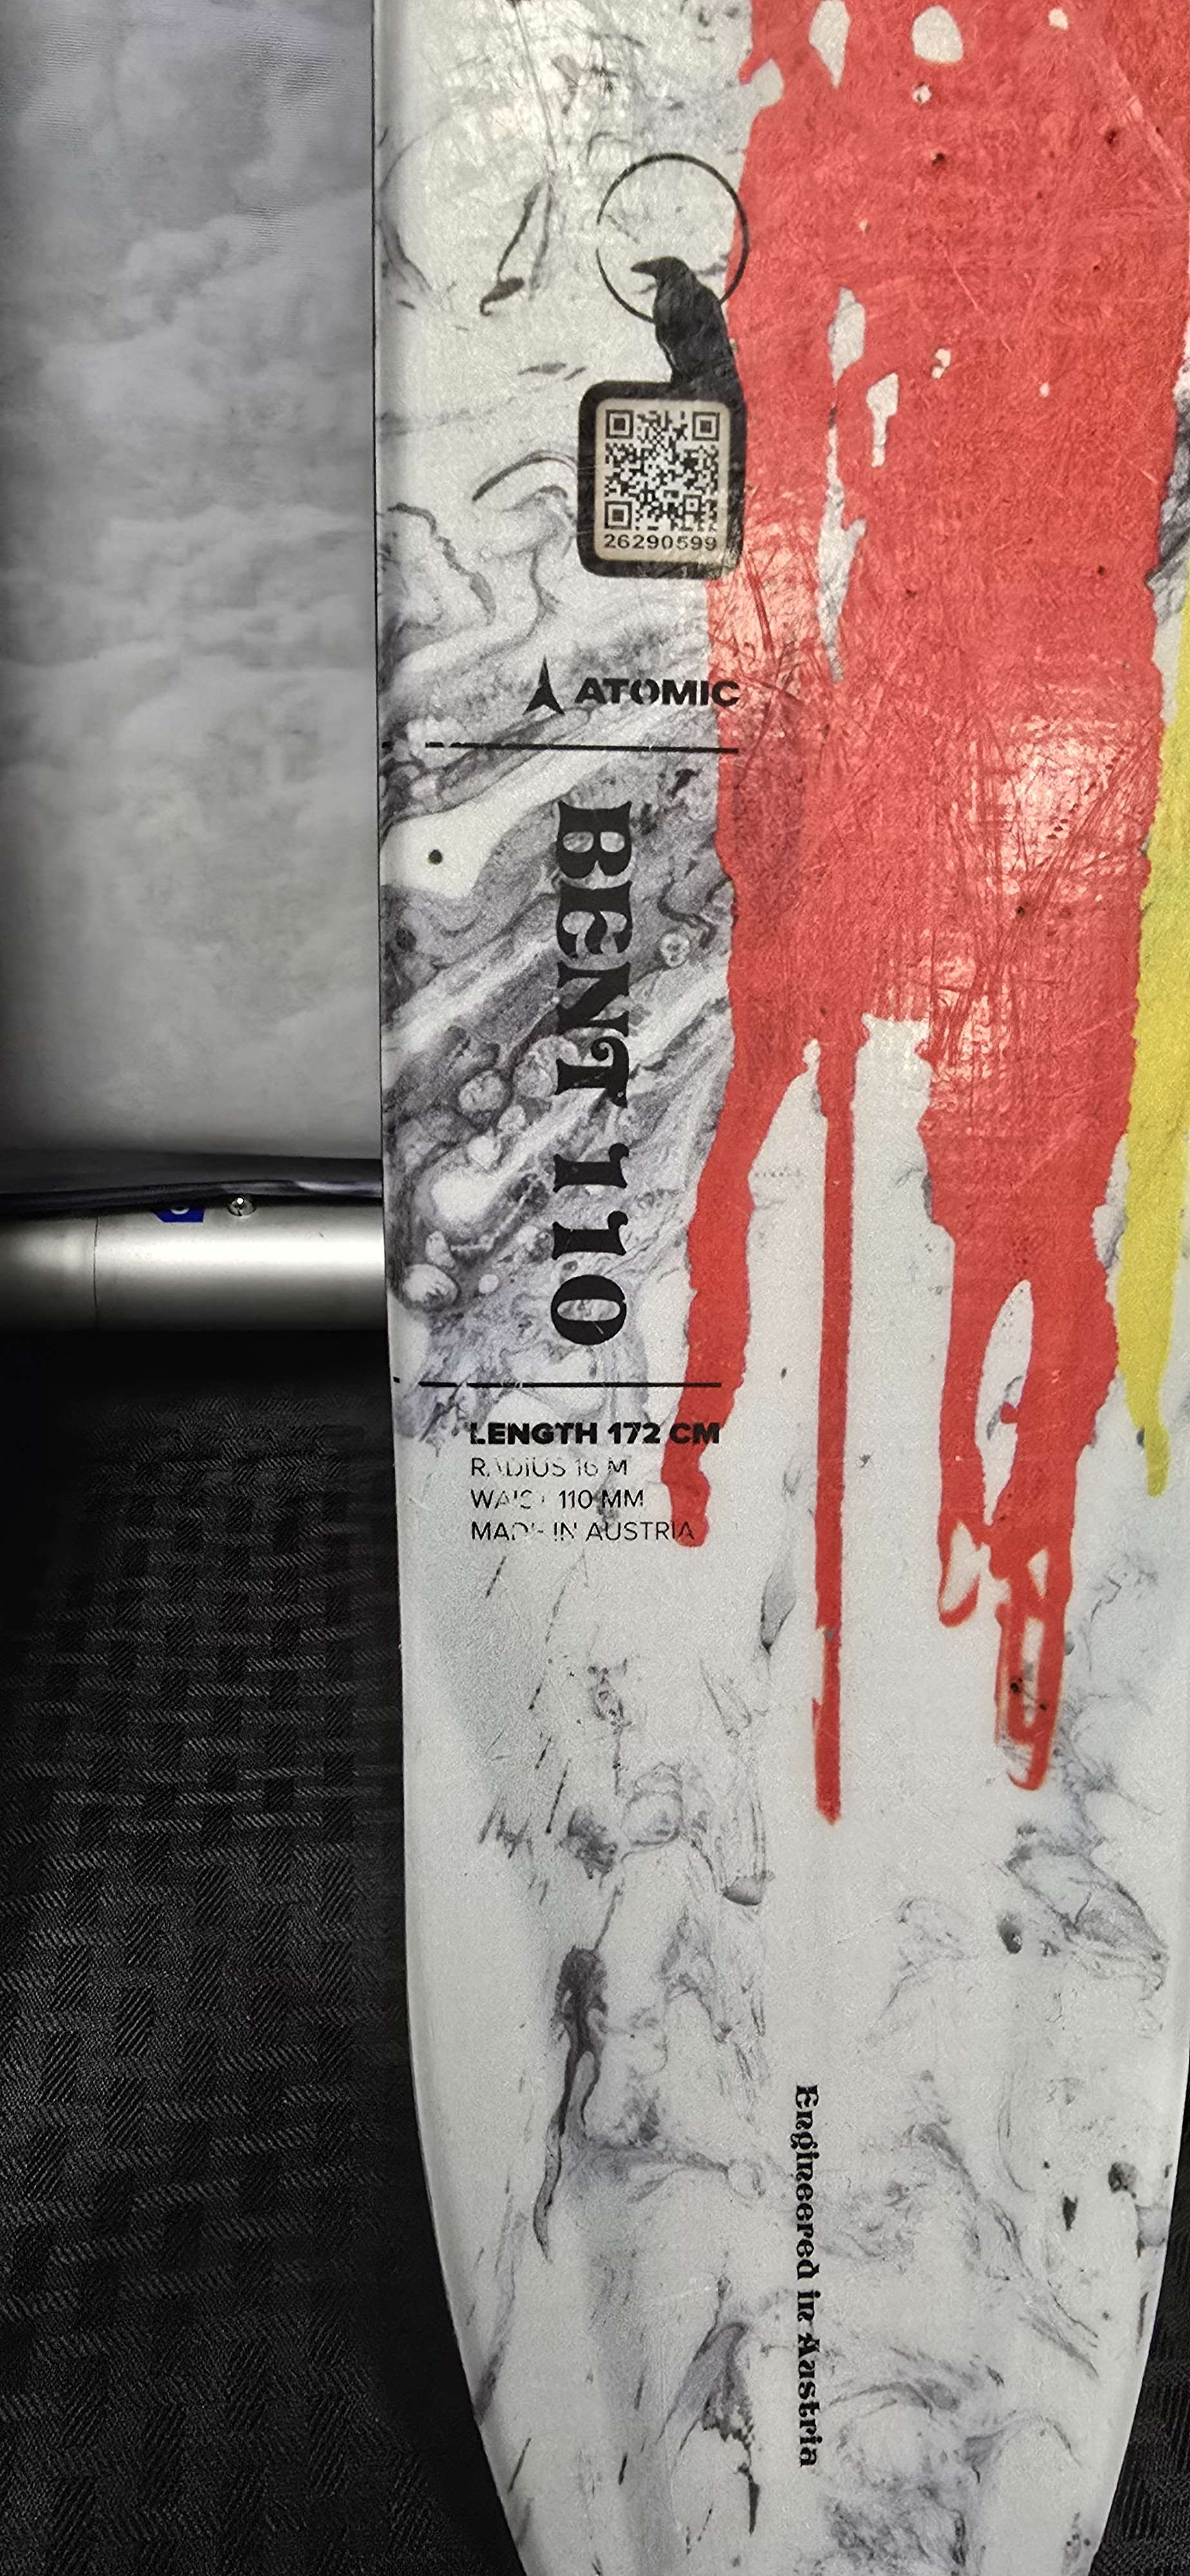 26290599
ATOMIC
BENT 110
LENGTH 172 CM
RADIUS 16 M
WAIST 110 MM
MADE IN AUSTRIA
Engineered in Austria